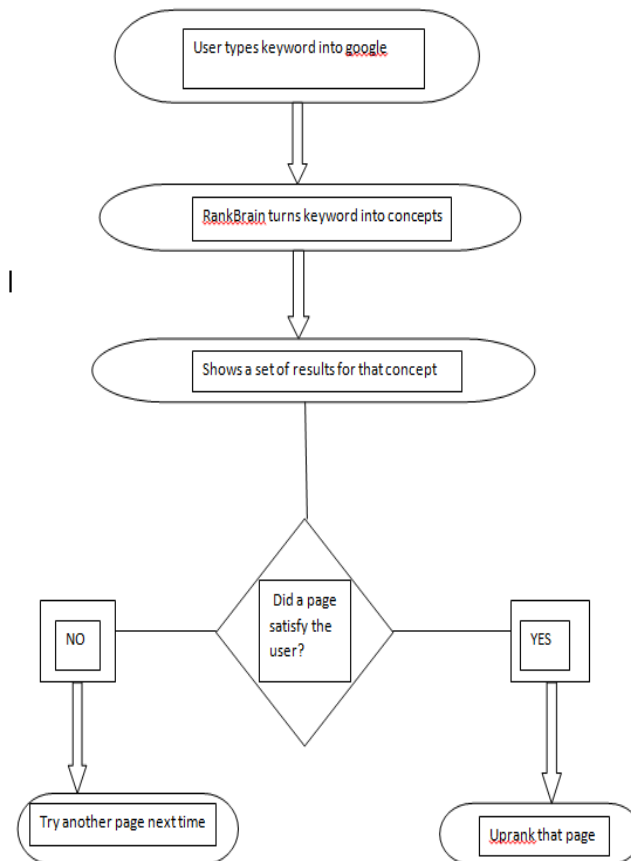 User types keyword into google
RankBrain turns keyword into concepts
Shows a set of results for that concept
Did a page
satisfy the
user?
NO
YES
Try another page next time
Uprank that page